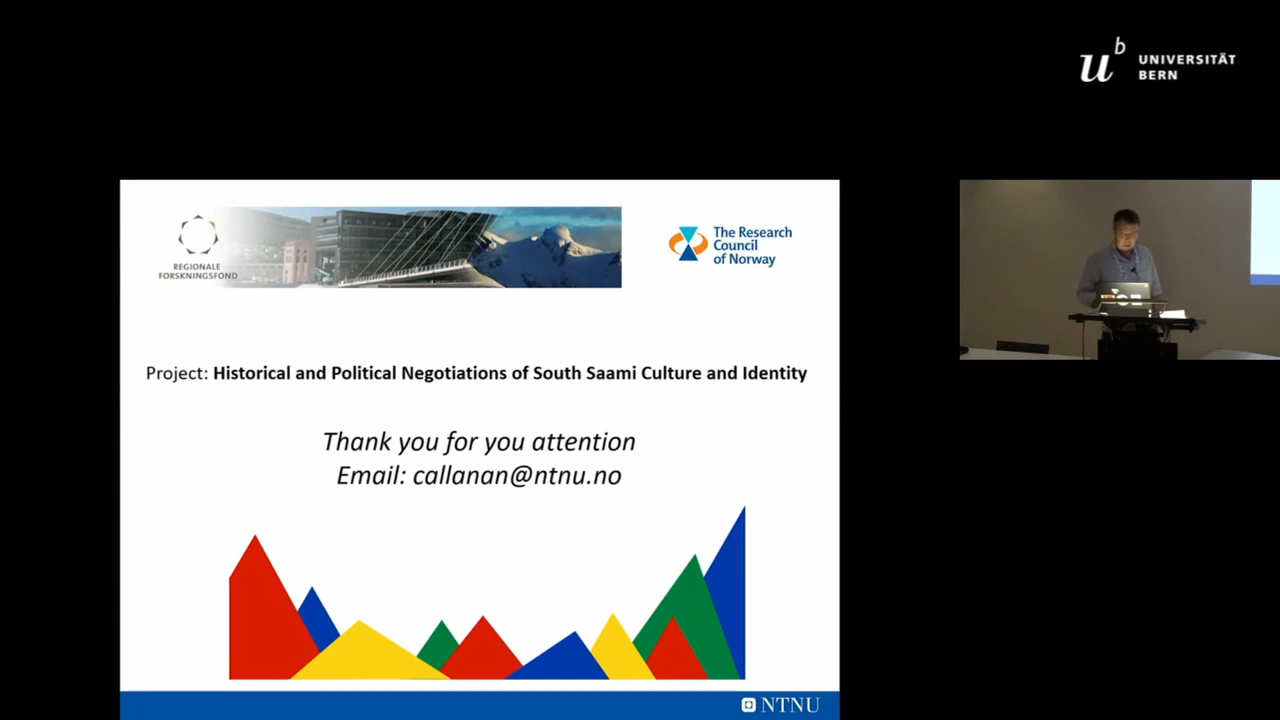 u^b
UNIVERSITÄT
BERN
REGIONALE
FORSKNINGSFOND
The Research
Council
of Norway
Project: Historical and Political Negotiations of South Saami Culture and Identity
Thank you for you attention
Email: callanan@ntnu.no
NTNU